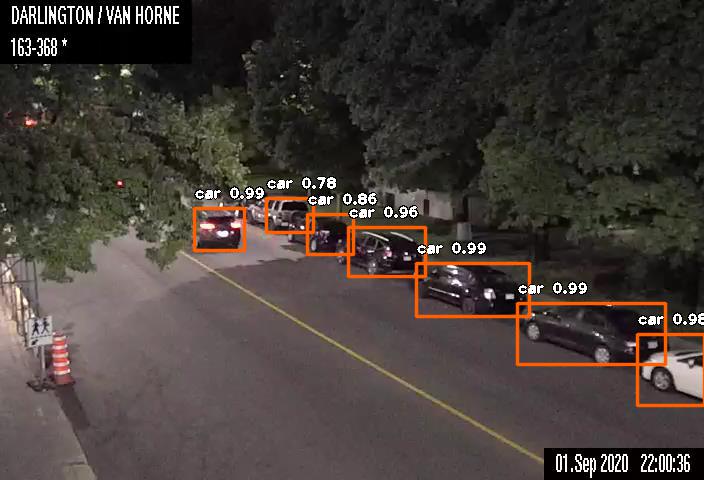 DARLINGTON / VAN HORNE
163-368 *
car 0.99
car 0.78
car 0.86
car 0.96
car 0.99
car 0.99
car 0.98
01.Sep 2020 22:00:36